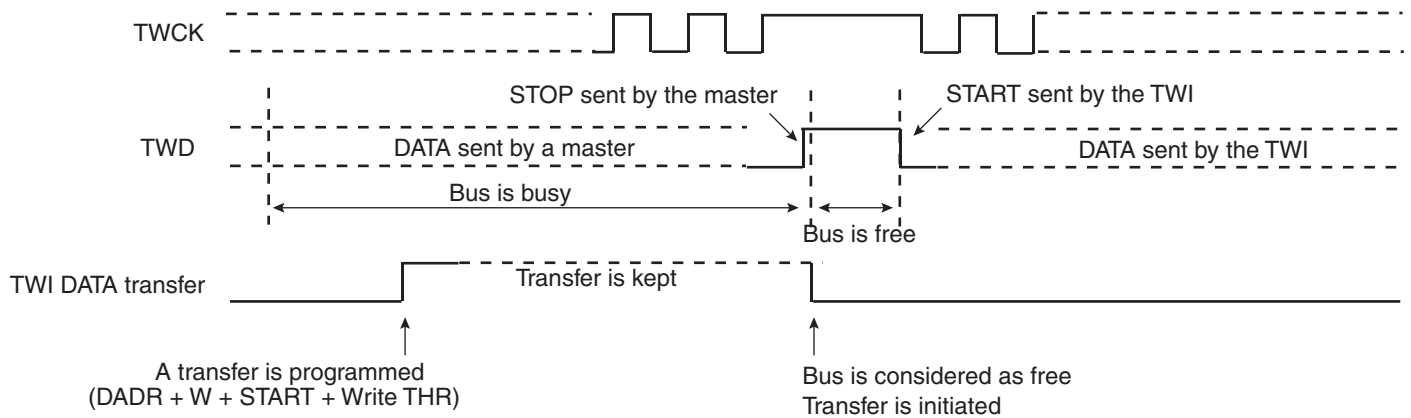 TWCK
STOP sent by the master
START sent by the TWI
TWD
DATA sent by a master
DATA sent by the TWI
Bus is busy
Bus is free
TWI DATA transfer
Transfer is kept
A transfer is programmed
(DADR + W + START + Write THR)
Bus is considered as free
Transfer is initiated